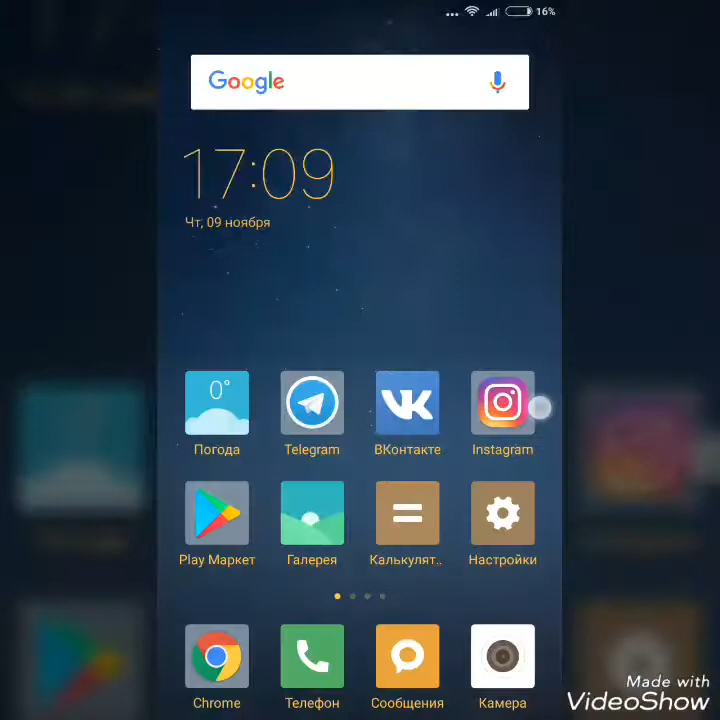 16%
Google
17:09
Чт, 09 ноября
0°
Погода Telegram ВКонтакте Instagram
Play Маркет Галерея Калькулят.. Настройки
Chrome Телефон Сообщения Камера
Made with
VideoShow